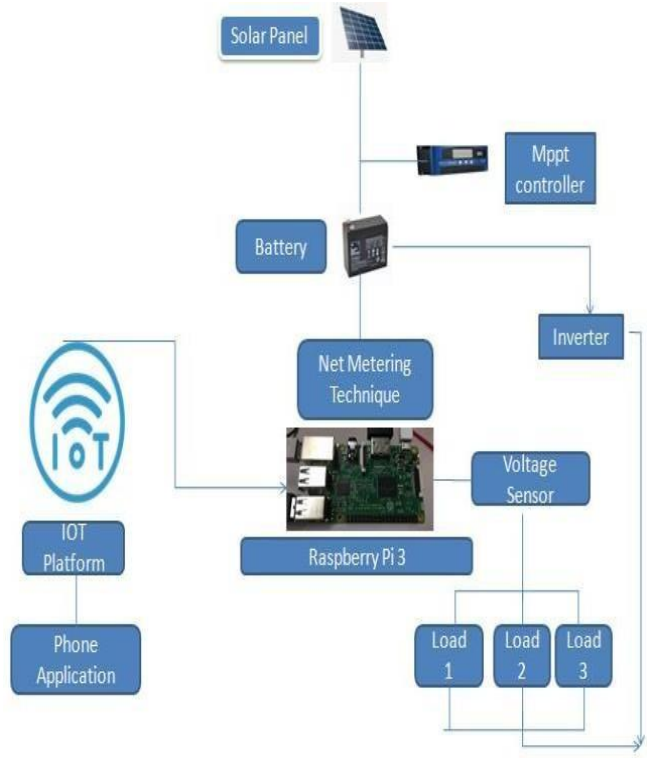 Solar Panel
Mppt
controller
Battery
Inverter
Net Metering
Technique
IoT
Voltage
Sensor
IOT
Platform
Raspberry Pi 3
Phone
Application
Load
1
Load
2
Load
3